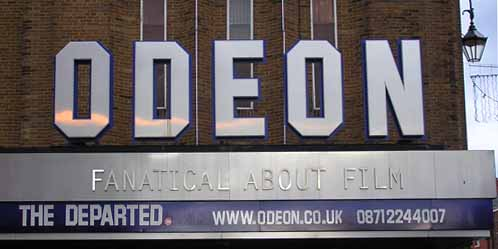 ODEON
FANATICAL ABOUT FILM
THE DEPARTED. WWW.ODEON.CO.UK 08712244007